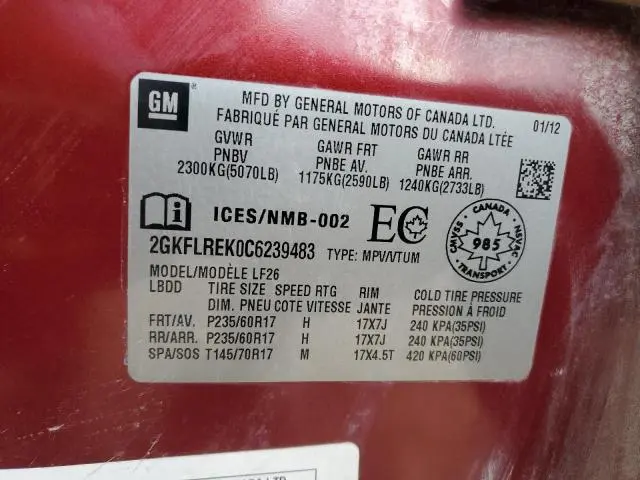 GM
MFD BY GENERAL MOTORS OF CANADA LTD. 01/12
FABRIQUÉ PAR GENERAL MOTORS DU CANADA LTÉE
GVWR GAWR FRT GAWR RR
PNBV PNBE AV. PNBE ARR.
2300KG(5070LB) 1175KG(2590LB) 1240KG(2733LB)
i ICES/NMB-002 EC
CANADA
CMVSS 985 NSVAC
TRANSPORT
2GKFLREK0C6239483 TYPE: MPV/VTUM
MODEL/MODÈLE LF26
LBDD TIRE SIZE SPEED RTG RIM COLD TIRE PRESSURE
DIM. PNEU COTE VITESSE JANTE PRESSION À FROID
FRT/AV. P235/60R17 H 17X7J 240 KPA(35PSI)
RR/ARR. P235/60R17 H 17X7J 240 KPA(35PSI)
SPA/SOS T145/70R17 M 17X4.5T 420 KPA(60PSI)